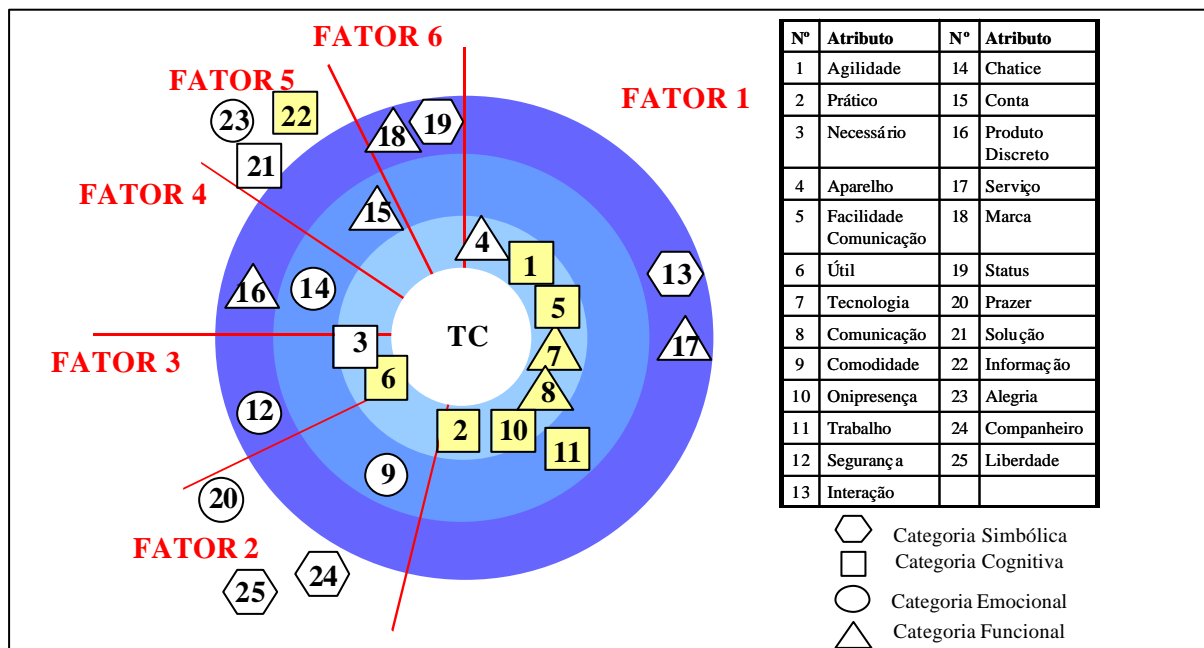 FATOR 6
FATOR 5
FATOR 1
22
23
19
18
21
FATOR 4
15
4
1
13
14
16
5
TC
3
7
17
FATOR 3
6
8
12
2
10
11
9
20
FATOR 2
24
25
Nº Atributo Nº Atributo
1 Agilidade 14 Chatice
2 Prático 15 Conta
3 Necessário 16 Produto
Discreto
4 Aparelho 17 Serviço
5 Facilidade 18 Marca
Comunicação
6 Útil 19 Status
7 Tecnologia 20 Prazer
8 Comunicação 21 Solução
9 Comodidade 22 Informação
10 Onipresença 23 Alegria
11 Trabalho 24 Companheiro
12 Segurança 25 Liberdade
13 Interação
Categoria Simbólica
Categoria Cognitiva
Categoria Emocional
Categoria Funcional